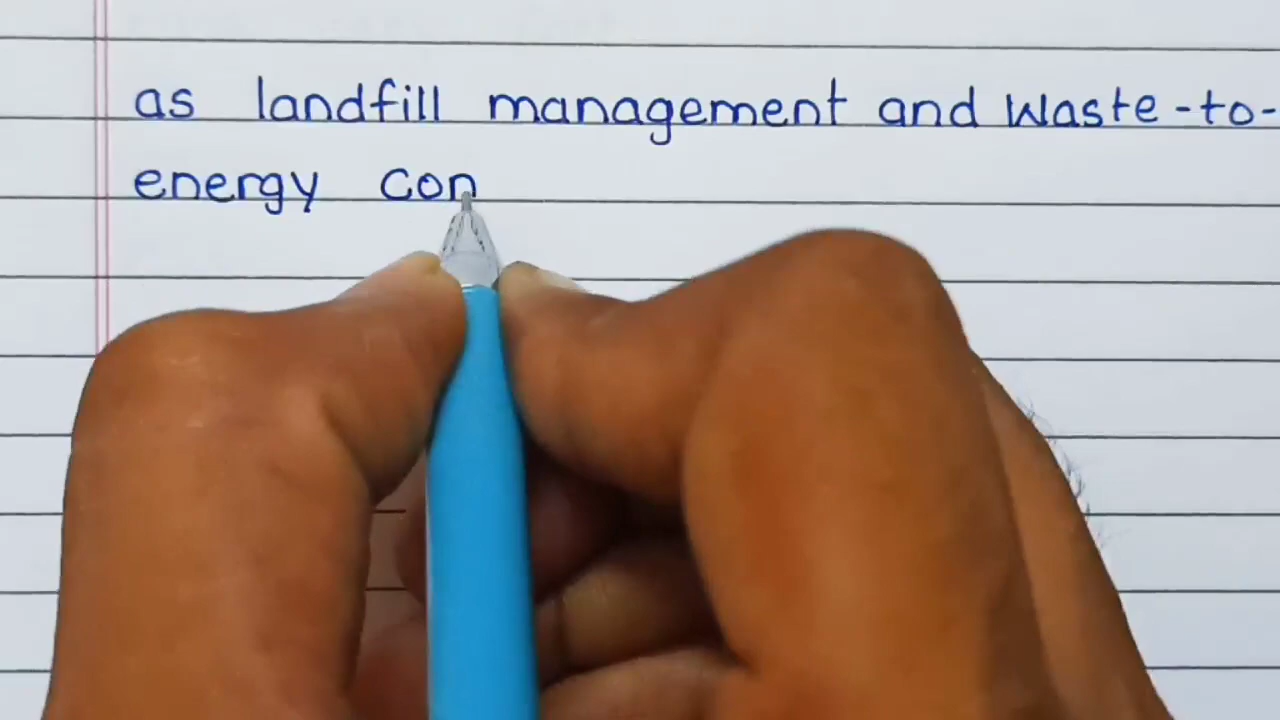 as landfill management and Waste-to-
energy con